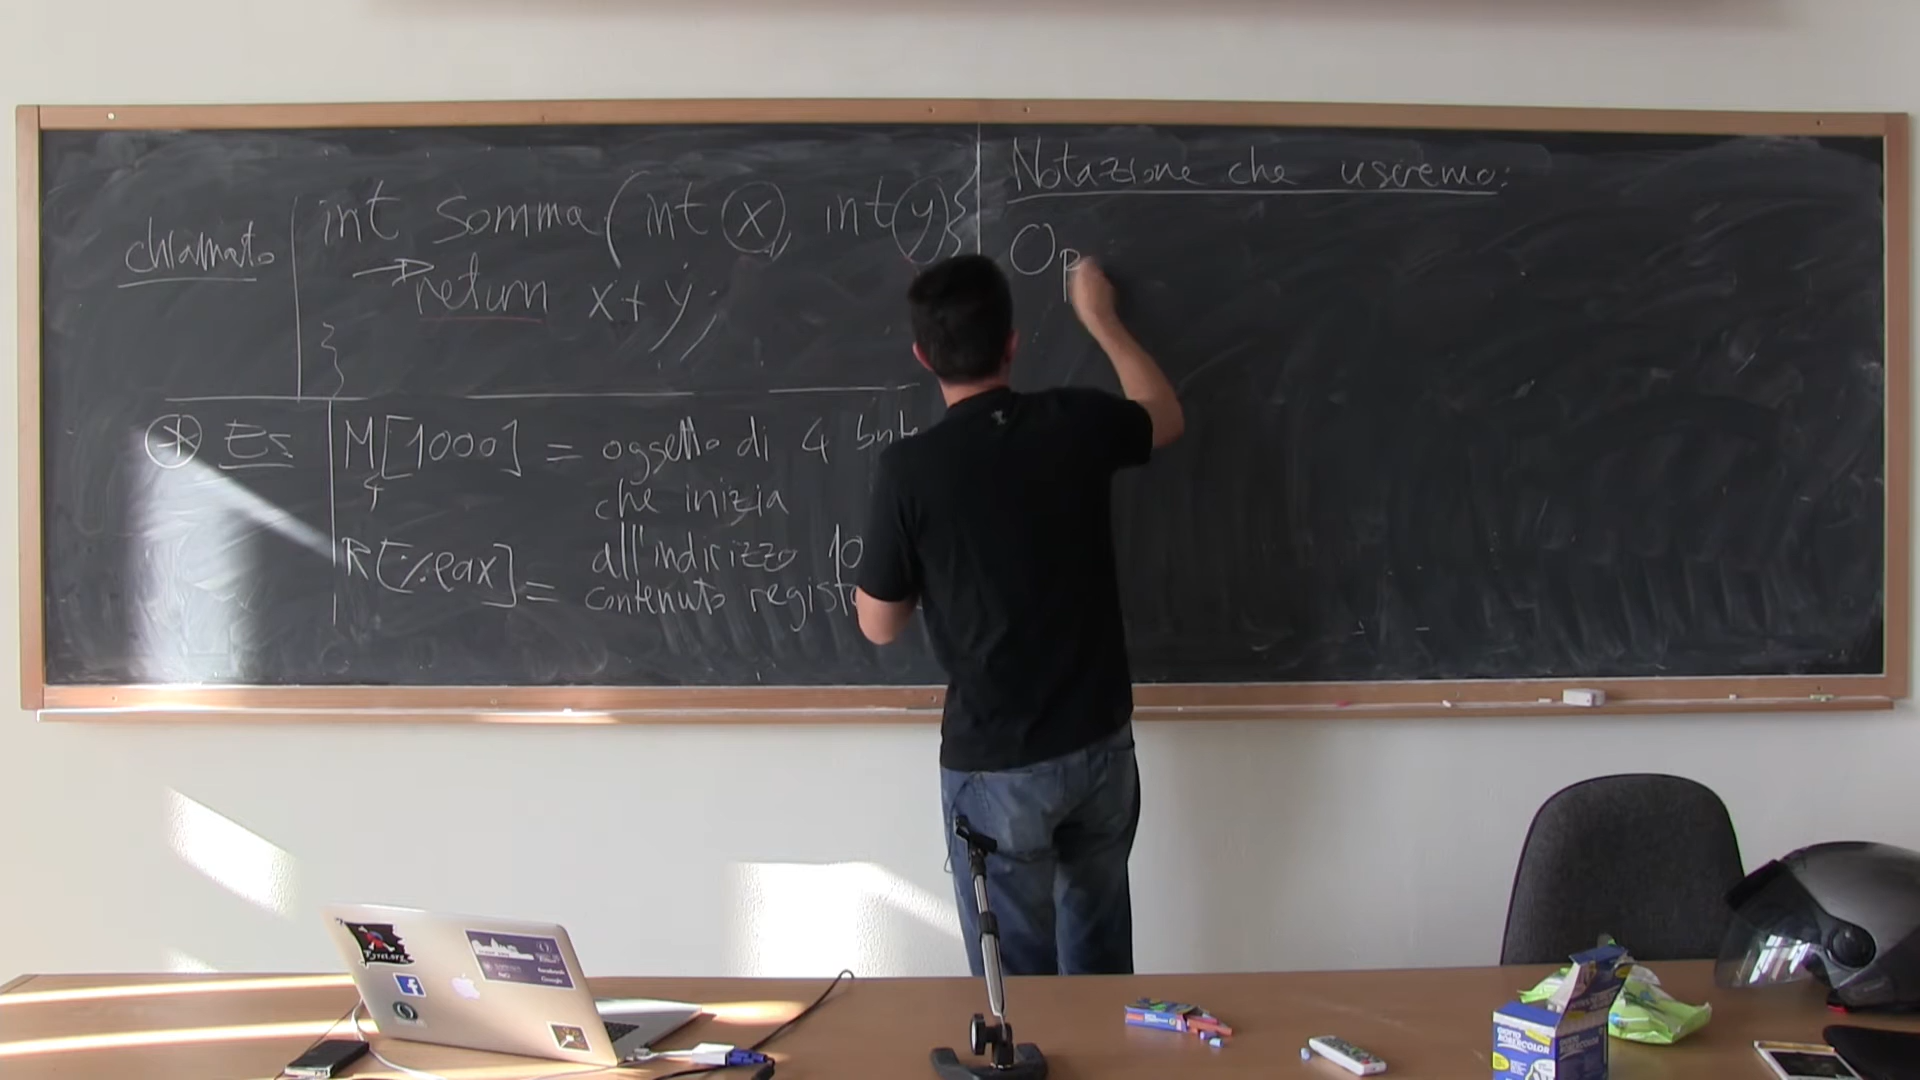 chiamato
int somma (int x, int y) {
return x + y;
}
* Es
M4[1000] = oggetto di 4 byte
che inizia
all'indirizzo 10
R[%eax] = contenuto registro
Notazione che useremo:
Op